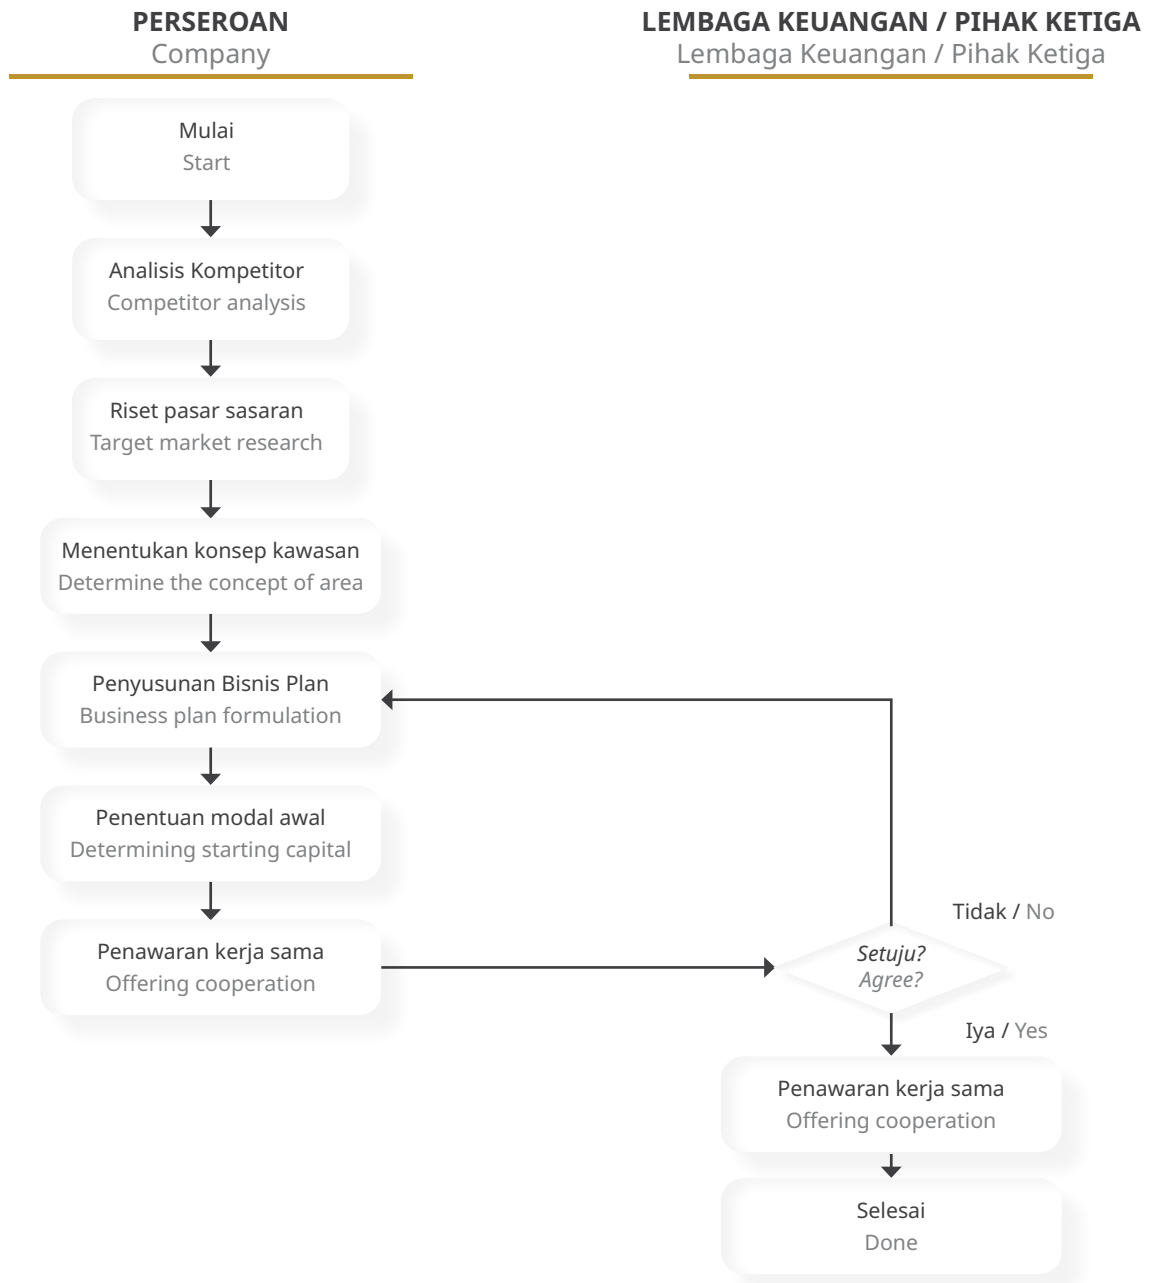 PERSEROAN
Company
LEMBAGA KEUANGAN / PIHAK KETIGA
Lembaga Keuangan / Pihak Ketiga
Mulai
Start
Analisis Kompetitor
Competitor analysis
Riset pasar sasaran
Target market research
Menentukan konsep kawasan
Determine the concept of area
Penyusunan Bisnis Plan
Business plan formulation
Penentuan modal awal
Determining starting capital
Penawaran kerja sama
Offering cooperation
Tidak / No
Setuju?
Agree?
Iya / Yes
Penawaran kerja sama
Offering cooperation
Selesai
Done